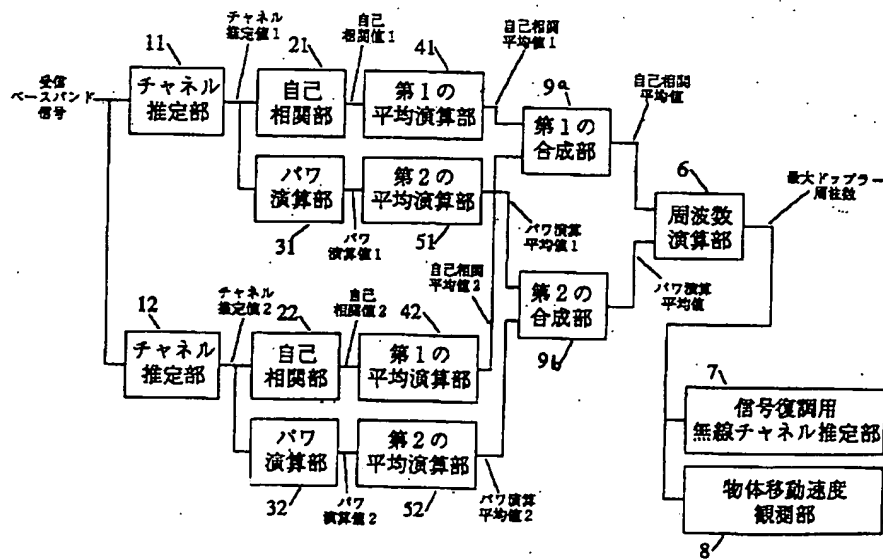 チャネル
推定値1
自己
相関値1
自己相関
平均値1
11
21
41
9a
受信
ベースバンド
信号
チャネル
推定部
自己
相関部
第1の
平均演算部
第1の
合成部
自己相関
平均値
パワ
演算部
第2の
平均演算部
6
周波数
演算部
最大ドップラー
周波数
31
パワ
演算値1
51
パワ演算
平均値1
自己相関
平均値2
第2の
合成部
パワ演算
平均値
9b
12
チャネル
推定値2
22
自己
相関値2
42
チャネル
推定部
自己
相関部
第1の
平均演算部
パワ
演算部
第2の
平均演算部
32
パワ
演算値2
52
パワ演算
平均値2
7
信号復調用
無線チャネル推定部
物体移動速度
観測部
8